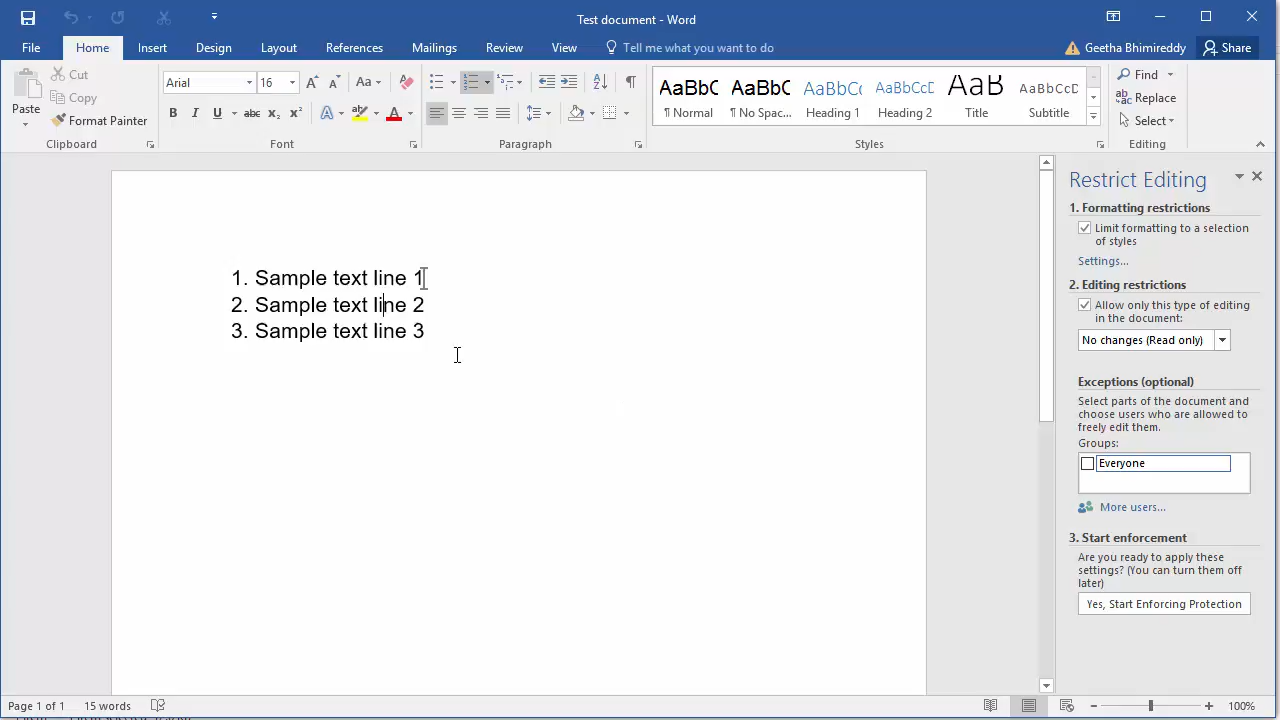 Test document - Word
File Home Insert Design Layout References Mailings Review View Tell me what you want to do Geetha Bhimireddy Share
Paste
Cut
Copy
Format Painter
Clipboard
Arial 16
Aa
B I U abc X2 X2
A A
Font
Paragraph
AaBbC AaBbC AaBbC AaBbCcD AaB AaBbCcD
¶ Normal ¶ No Spac... Heading 1 Heading 2 Title Subtitle
Styles
Find
Replace
Select
Editing
1. Sample text line 1
2. Sample text line 2
3. Sample text line 3
Restrict Editing
1. Formatting restrictions
Limit formatting to a selection
of styles
Settings...
2. Editing restrictions
Allow only this type of editing
in the document:
No changes (Read only)
Exceptions (optional)
Select parts of the document and
choose users who are allowed to
freely edit them.
Groups:
Everyone
More users...
3. Start enforcement
Are you ready to apply these
settings? (You can turn them off
later)
Yes, Start Enforcing Protection
Page 1 of 1 15 words 100%